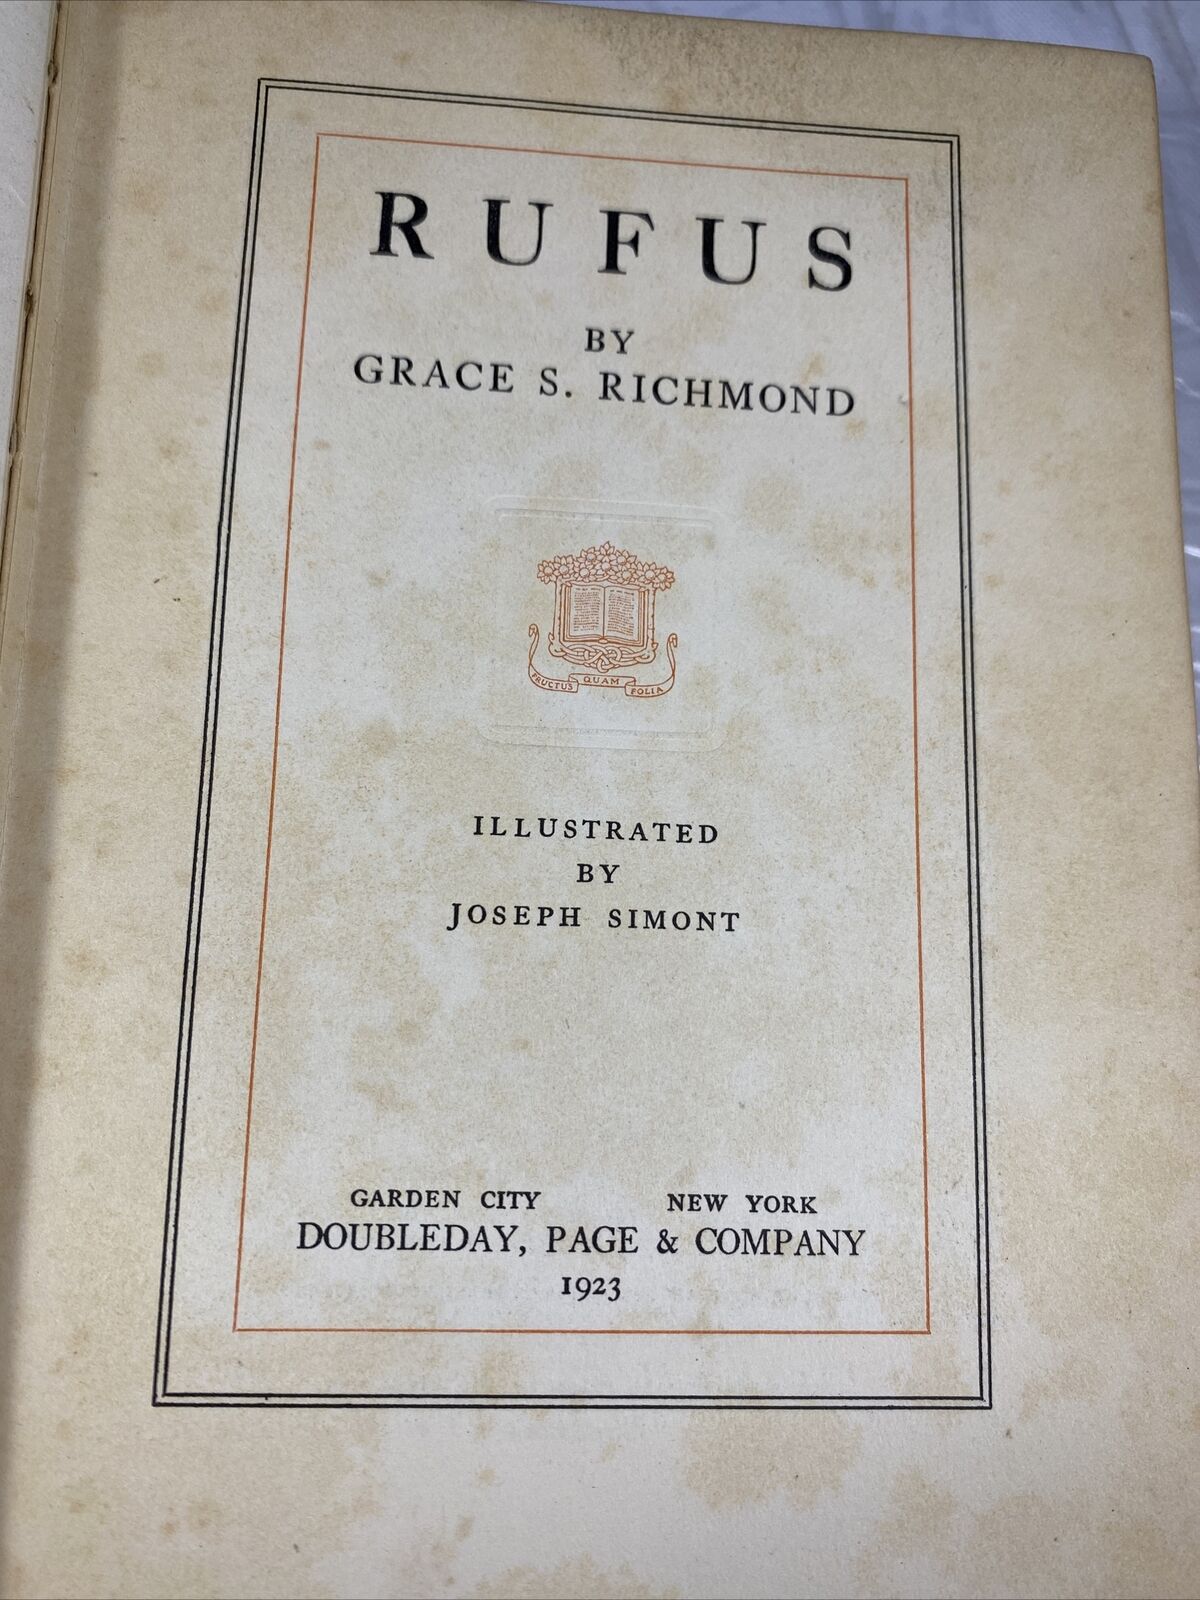 RUFUS
BY
GRACE S. RICHMOND
FRUCTUS QUAM FOLIA
ILLUSTRATED
BY
JOSEPH SIMONT
GARDEN CITY NEW YORK
DOUBLEDAY, PAGE & COMPANY
1923